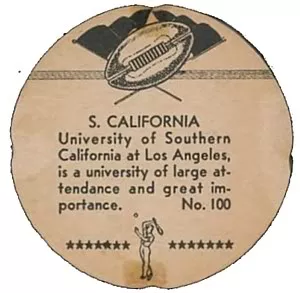 S. CALIFORNIA
University of Southern
California at Los Angeles,
is a university of large at-
tendance and great im-
portance. No. 100